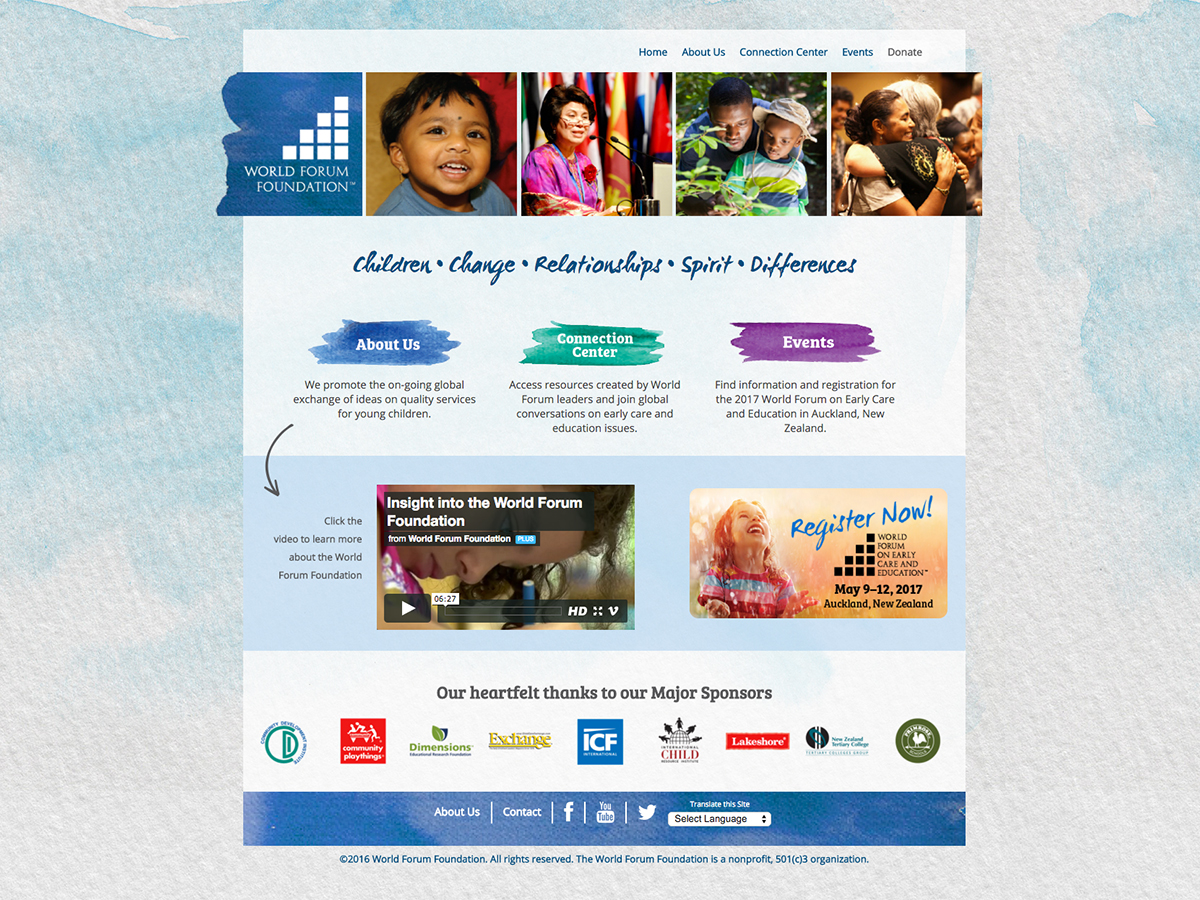 Home About Us Connection Center Events Donate
WORLD FORUM
FOUNDATION™
Children • Change • Relationships • Spirit • Differences
About Us
We promote the on-going global
exchange of ideas on quality services
for young children.
Connection
Center
Access resources created by World
Forum leaders and join global
conversations on early care and
education issues.
Events
Find information and registration for
the 2017 World Forum on Early Care
and Education in Auckland, New
Zealand.
Click the
video to learn more
about the World
Forum Foundation
Insight into the World Forum
Foundation
from World Forum Foundation PLUS
06:27
HD
Register Now!
WORLD
FORUM
ON EARLY
CARE AND
EDUCATION™
May 9–12, 2017
Auckland, New Zealand
Our heartfelt thanks to our Major Sponsors
COMMUNITY DEVELOPMENT INSTITUTE
CD
community
playthings
Dimensions
Educational Research Foundation
Exchange
ICF
INTERNATIONAL
INTERNATIONAL
CHILD
RESOURCE INSTITUTE
Lakeshore
New Zealand
Tertiary College
TERTIARY COLLEGES GROUP
PRIMROSE
About Us Contact
You
Tube
Translate this Site
Select Language
©2016 World Forum Foundation. All rights reserved. The World Forum Foundation is a nonprofit, 501(c)3 organization.